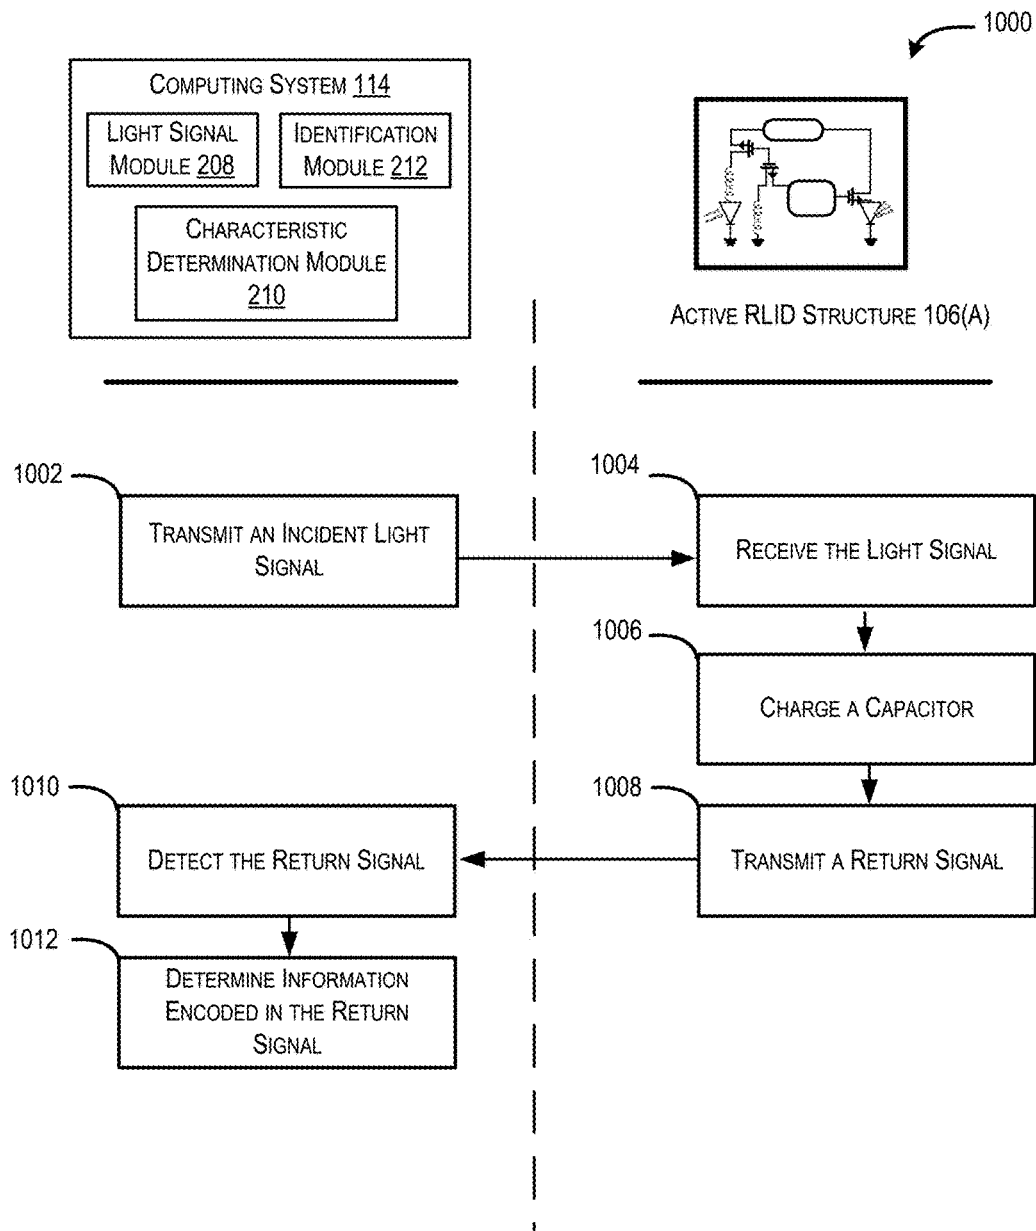 1000
COMPUTING SYSTEM 114
LIGHT SIGNAL
MODULE 208
IDENTIFICATION
MODULE 212
CHARACTERISTIC
DETERMINATION MODULE
210
ACTIVE RLID STRUCTURE 106(A)
1002
TRANSMIT AN INCIDENT LIGHT
SIGNAL
1004
RECEIVE THE LIGHT SIGNAL
1006
CHARGE A CAPACITOR
1008
TRANSMIT A RETURN SIGNAL
1010
DETECT THE RETURN SIGNAL
1012
DETERMINE INFORMATION
ENCODED IN THE RETURN
SIGNAL